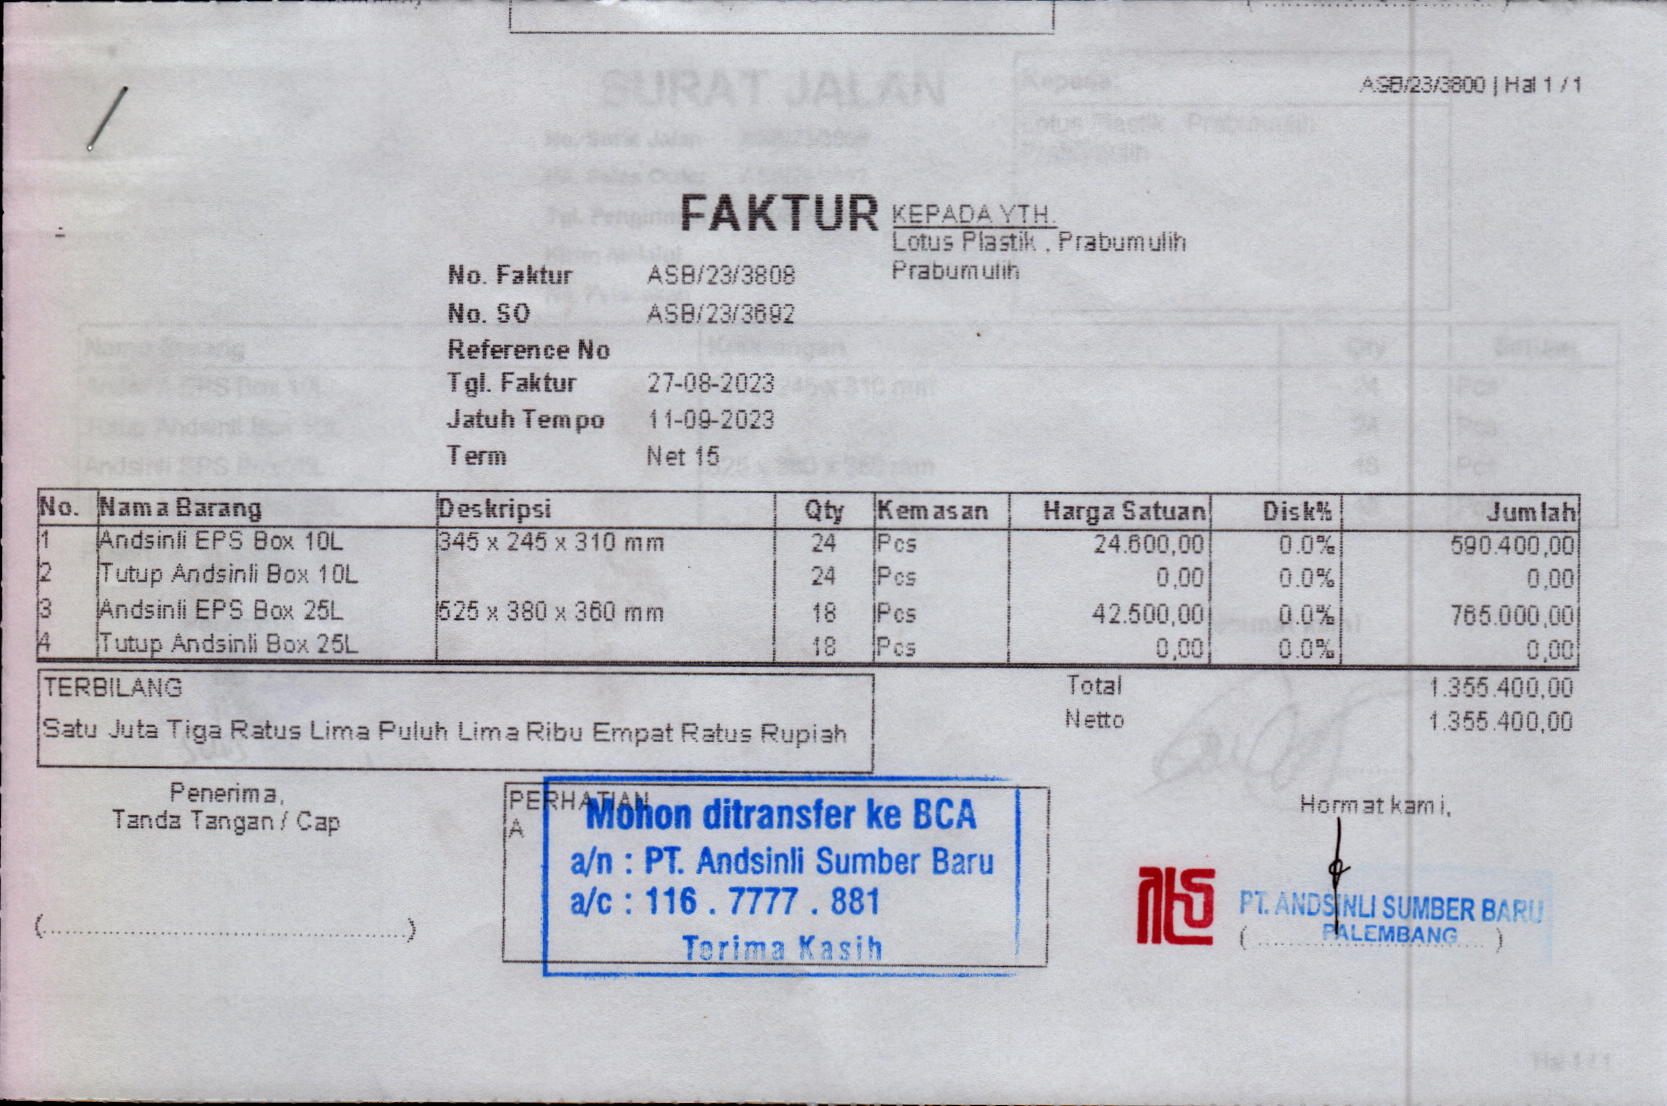 ASB/23/3800 | Hal 1 / 1
FAKTUR
KEPADA YTH.
Lotus Plastik , Prabumulih
Prabumulih
No. Faktur ASB/23/3808
No. SO ASB/23/3692
Reference No
Tgl. Faktur 27-08-2023
Jatuh Tempo 11-09-2023
Term Net 15
No. Nama Barang Deskripsi Qty Kemasan Harga Satuan Disk% Jumlah
1 Andsinli EPS Box 10L 345 x 245 x 310 mm 24 Pcs 24.600,00 0.0% 590.400,00
2 Tutup Andsinli Box 10L 24 Pcs 0,00 0.0% 0,00
3 Andsinli EPS Box 25L 525 x 380 x 360 mm 18 Pcs 42.500,00 0.0% 765.000,00
4 Tutup Andsinli Box 25L 18 Pcs 0,00 0.0% 0,00
TERBILANG
Satu Juta Tiga Ratus Lima Puluh Lima Ribu Empat Ratus Rupiah
Total 1.355.400,00
Netto 1.355.400,00
Penerima,
Tanda Tangan / Cap
(........................................)
PERHATIAN
A
Mohon ditransfer ke BCA
a/n : PT. Andsinli Sumber Baru
a/c : 116 . 7777 . 881
Terima Kasih
Hormat kami,
PT. ANDSINLI SUMBER BARU
PALEMBANG
(........................................)
SURAT JALAN
Hal 1 / 1